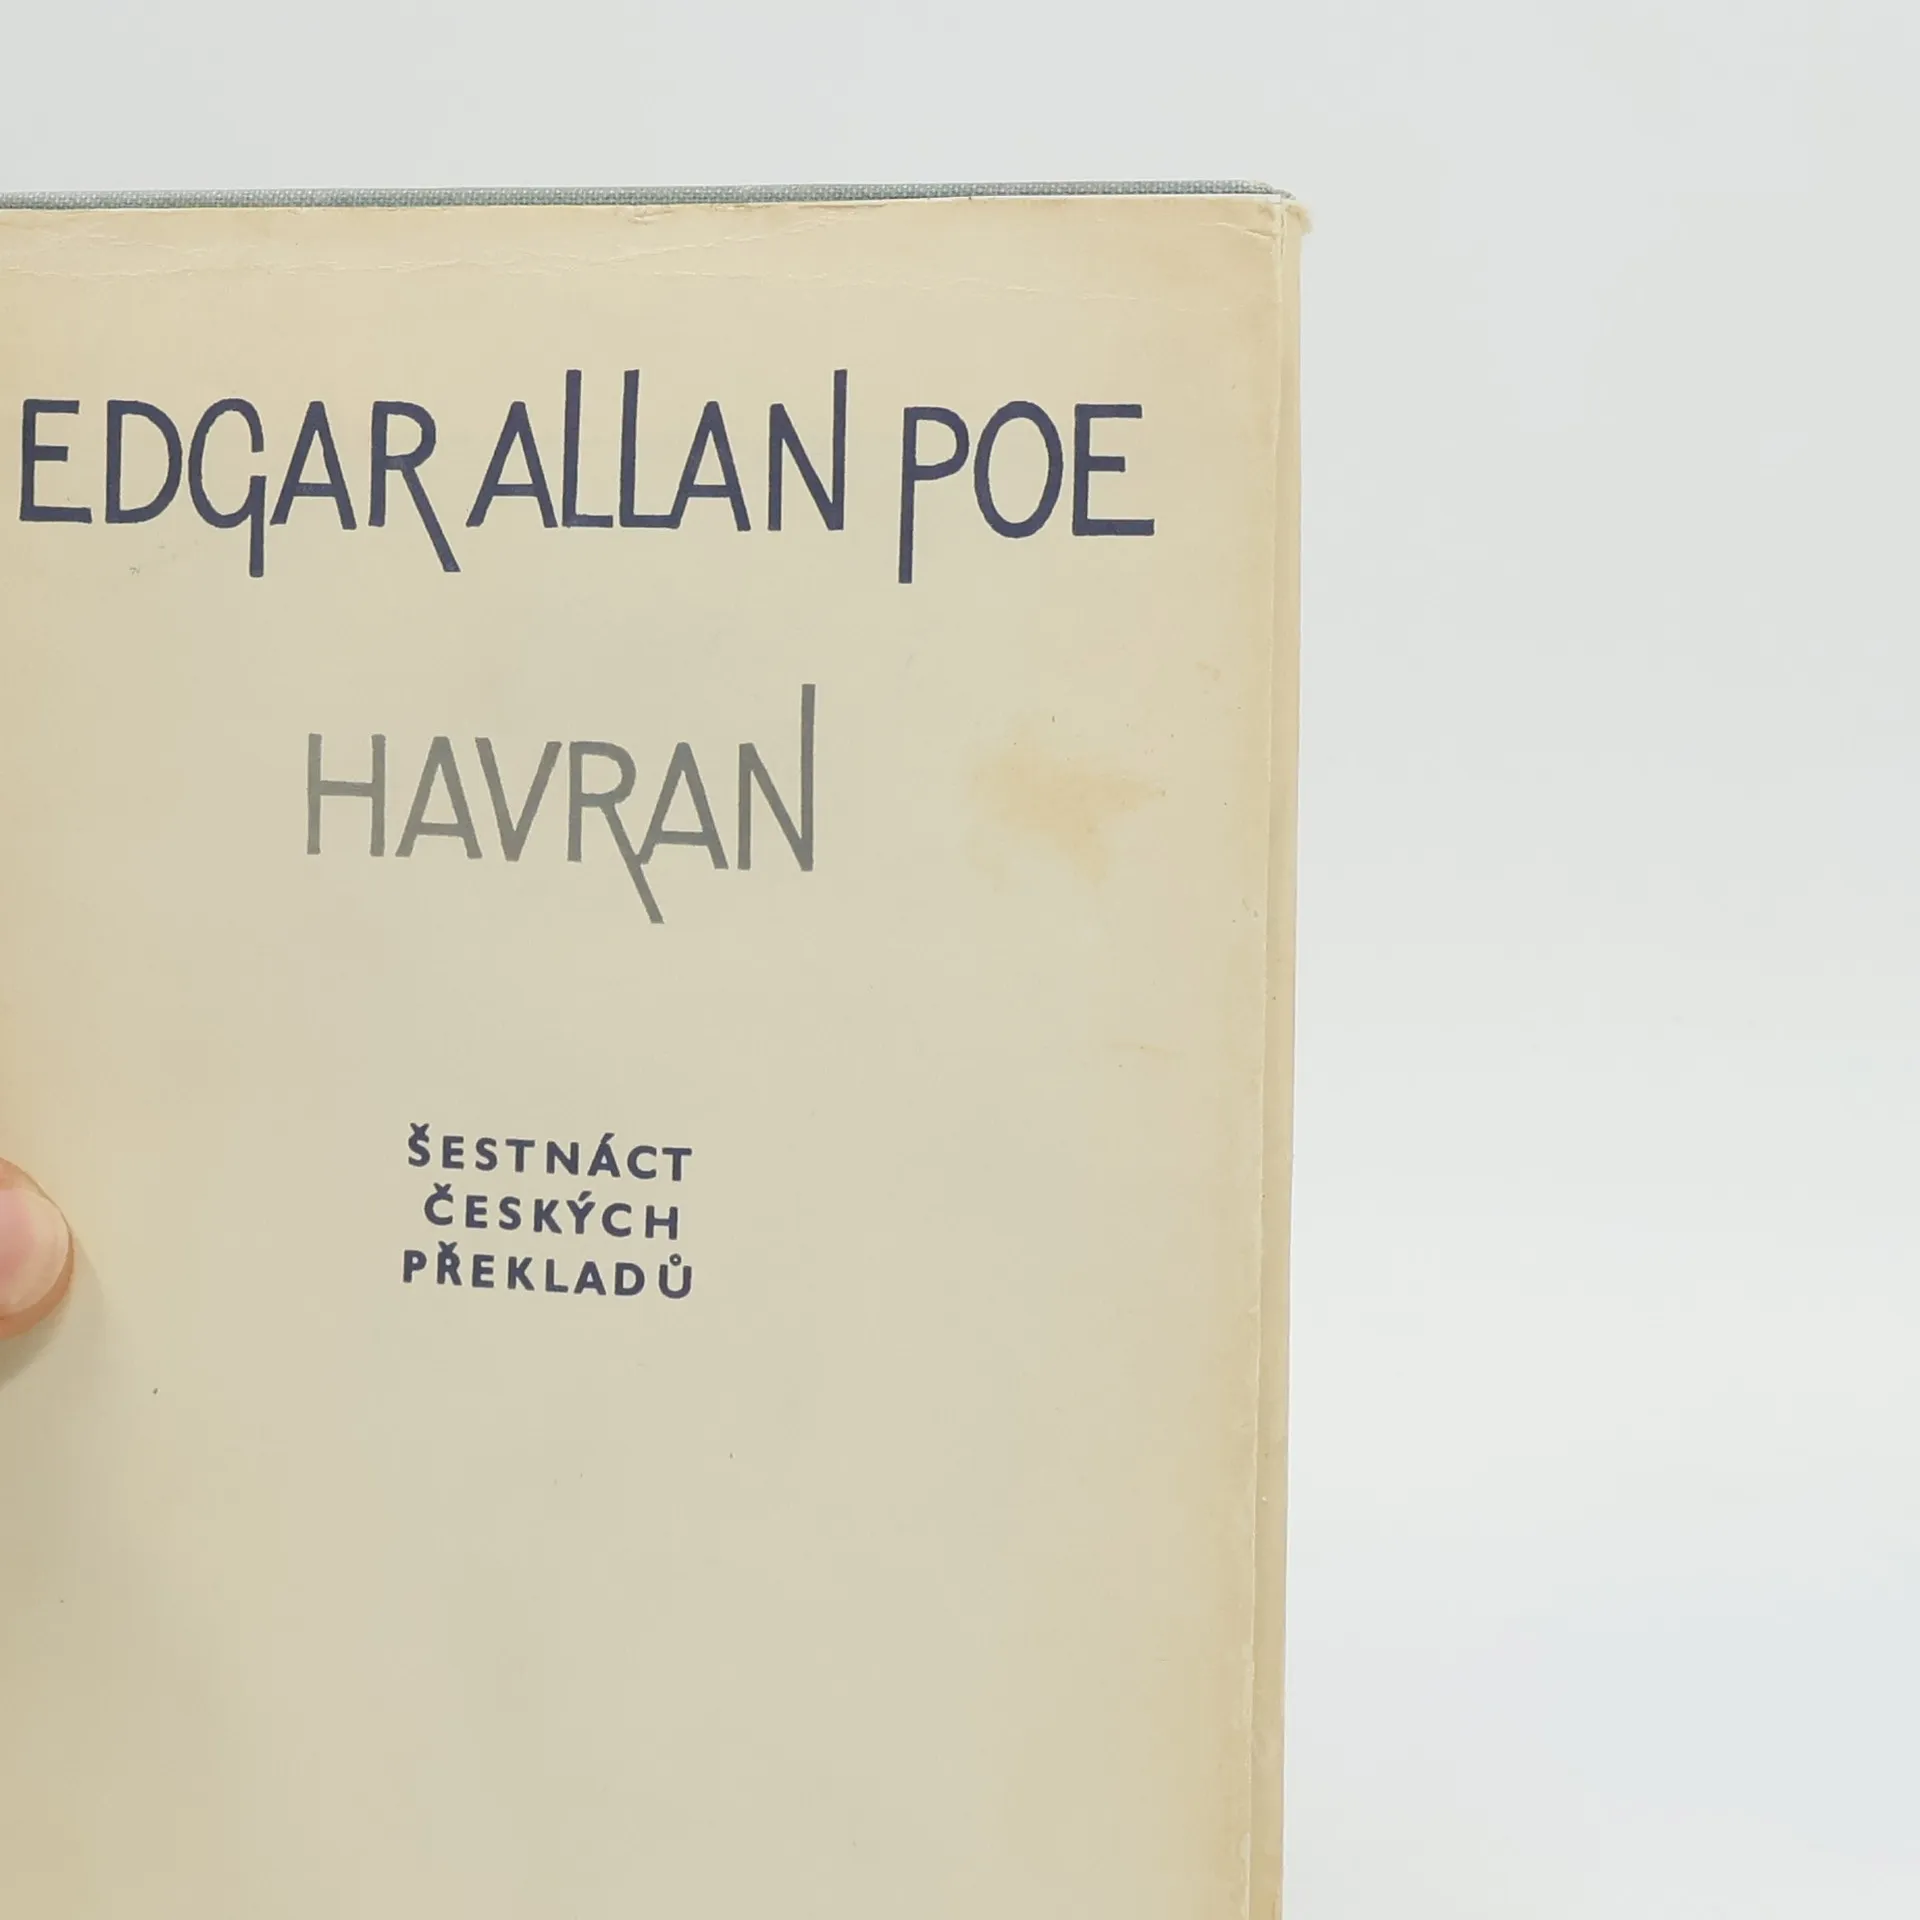 EDGAR ALLAN POE
HAVRAN
ŠESTNÁCT
ČESKÝCH
PŘEKLADŮ